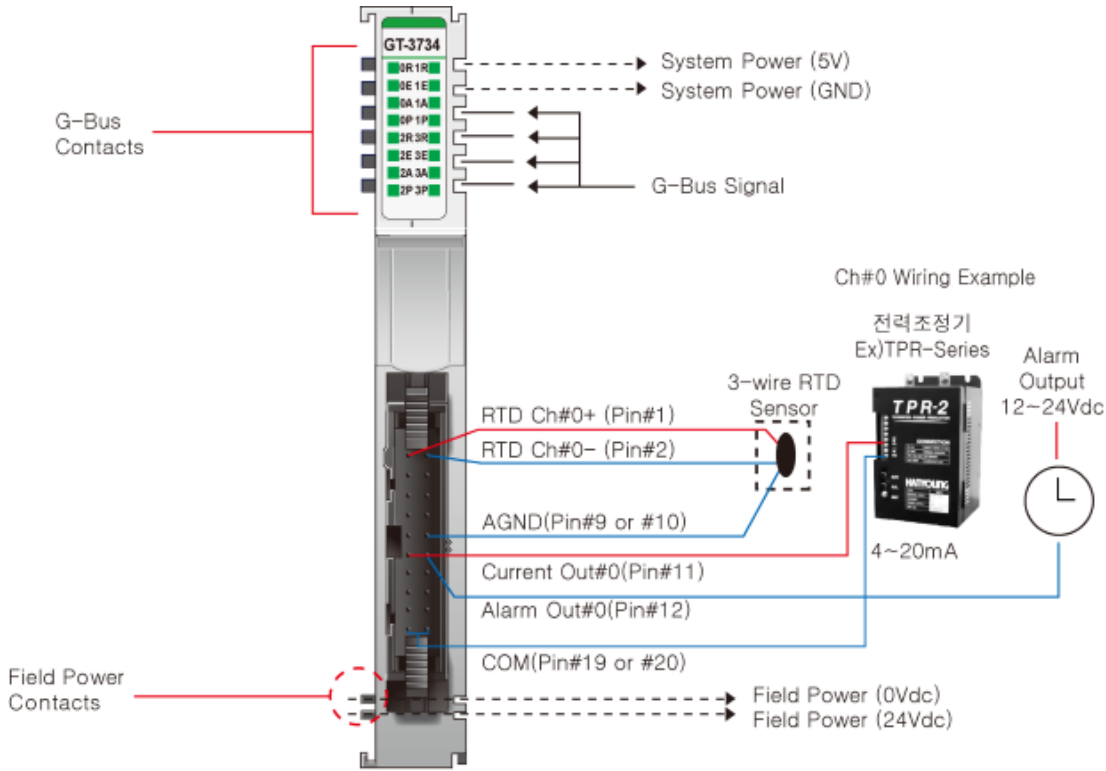 GT-3734
0R 1R
0E 1E
0A 1A
0P 1P
2R 3R
2E 3E
2A 3A
2P 3P
G-Bus
Contacts
System Power (5V)
System Power (GND)
G-Bus Signal
Ch#0 Wiring Example
전력조정기
Ex)TPR-Series
Alarm
Output
12~24Vdc
3-wire RTD
Sensor
TPR-2
HANYOUNG
4~20mA
RTD Ch#0+ (Pin#1)
RTD Ch#0- (Pin#2)
AGND(Pin#9 or #10)
Current Out#0(Pin#11)
Alarm Out#0(Pin#12)
COM(Pin#19 or #20)
Field Power
Contacts
Field Power (0Vdc)
Field Power (24Vdc)